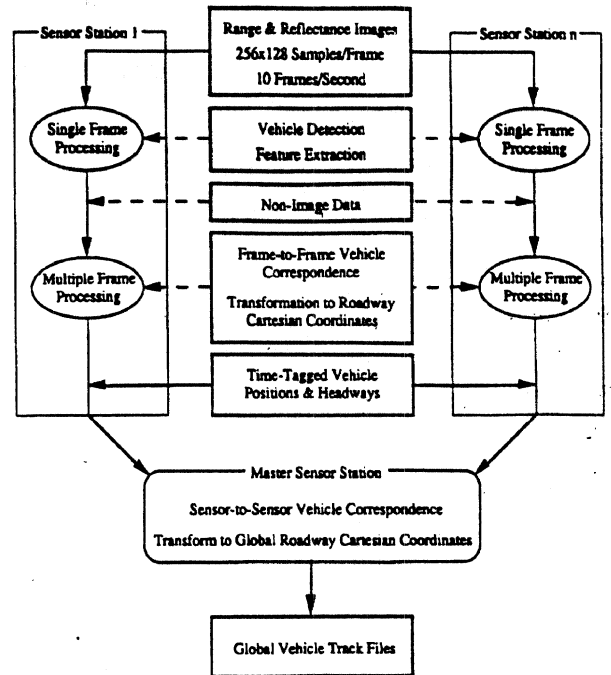 Sensor Station 1
Range & Reflectance Images
256x128 Samples/Frame
10 Frames/Second
Sensor Station n
Single Frame
Processing
Vehicle Detection
Feature Extraction
Single Frame
Processing
Non-Image Data
Multiple Frame
Processing
Frame-to-Frame Vehicle
Correspondence
Transformation to Roadway
Cartesian Coordinates
Multiple Frame
Processing
Time-Tagged Vehicle
Positions & Headways
Master Sensor Station
Sensor-to-Sensor Vehicle Correspondence
Transform to Global Roadway Cartesian Coordinates
Global Vehicle Track Files